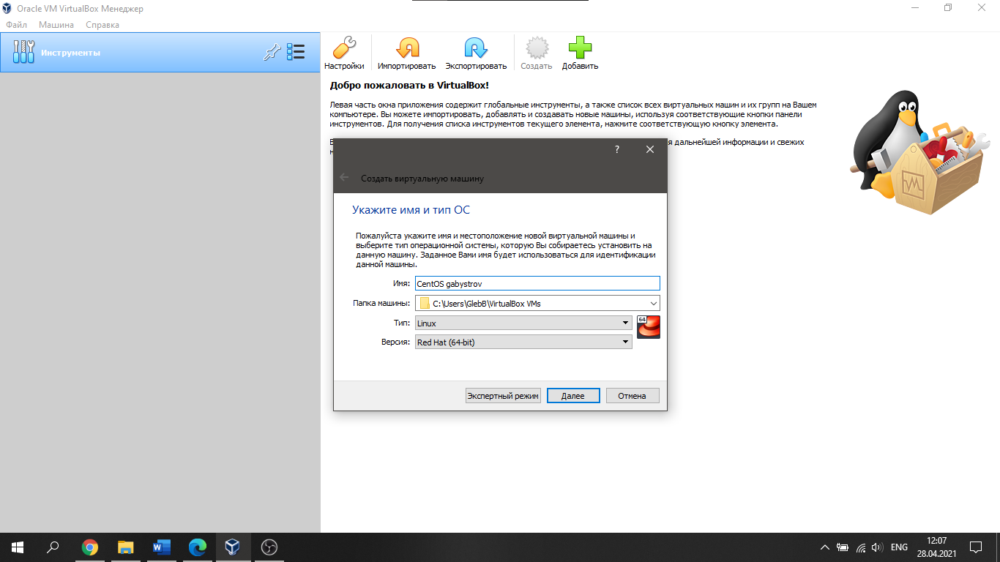 Oracle VM VirtualBox Менеджер
Файл Машина Справка
Инструменты
Настройки Импортировать Экспортировать Создать Добавить
Добро пожаловать в VirtualBox!
Левая часть окна приложения содержит глобальные инструменты, а также список всех виртуальных машин и их групп на Вашем
компьютере. Вы можете импортировать, добавлять и создавать новые машины, используя соответствующие кнопки панели
инструментов. Для получения списка инструментов текущего элемента, нажмите соответствующую кнопку элемента.
я дальнейшей информации и свежих
?
Создать виртуальную машину
Укажите имя и тип ОС
Пожалуйста укажите имя и местоположение новой виртуальной машины и
выберите тип операционной системы, которую Вы собираетесь установить на
данную машину. Заданное Вами имя будет использоваться для идентификации
данной машины.
Имя: CentOS gabystrov
Папка машины: C:\Users\GlebB\VirtualBox VMs
Тип: Linux
64
Версия: Red Hat (64-bit)
Экспертный режим Далее Отмена
ENG
12:07
28.04.2021